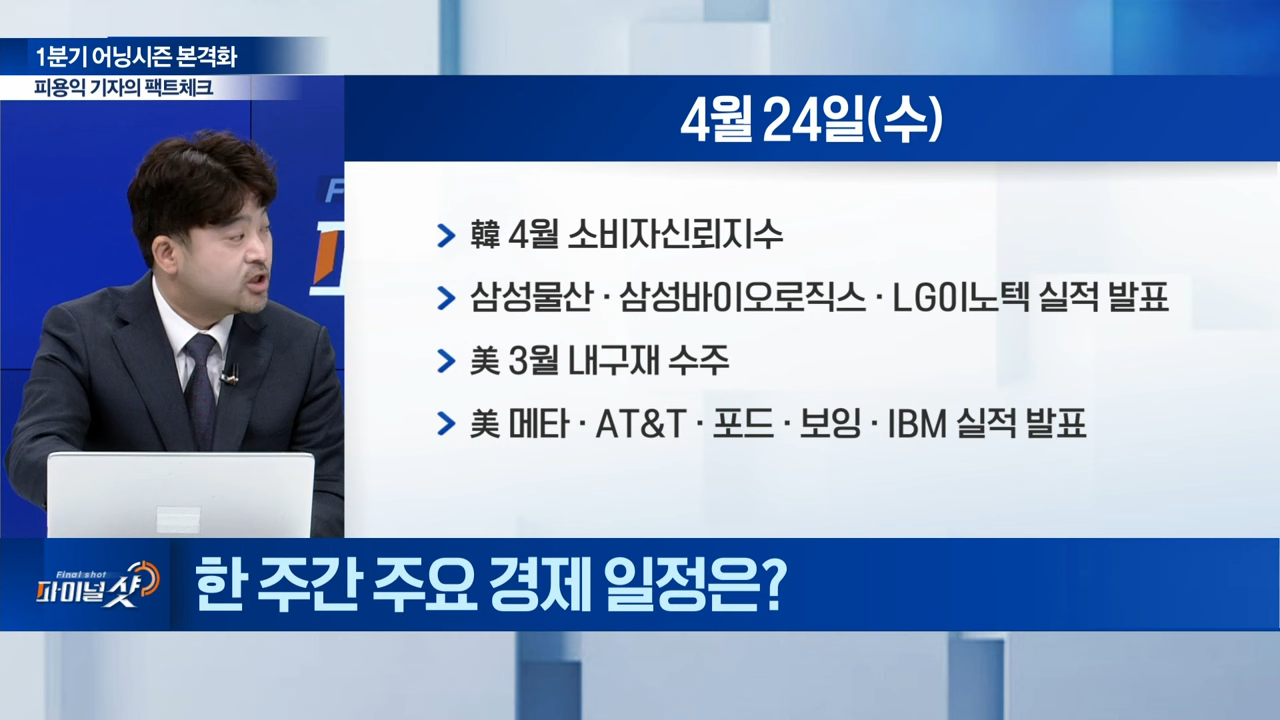 1분기 어닝시즌 본격화
피용익 기자의 팩트체크
4월 24일(수)
韓 4월 소비자신뢰지수
삼성물산 · 삼성바이오로직스 · LG이노텍 실적 발표
美 3월 내구재 수주
美 메타 · AT&T · 포드 · 보잉 · IBM 실적 발표
Final shot
파이널샷
한 주간 주요 경제 일정은?